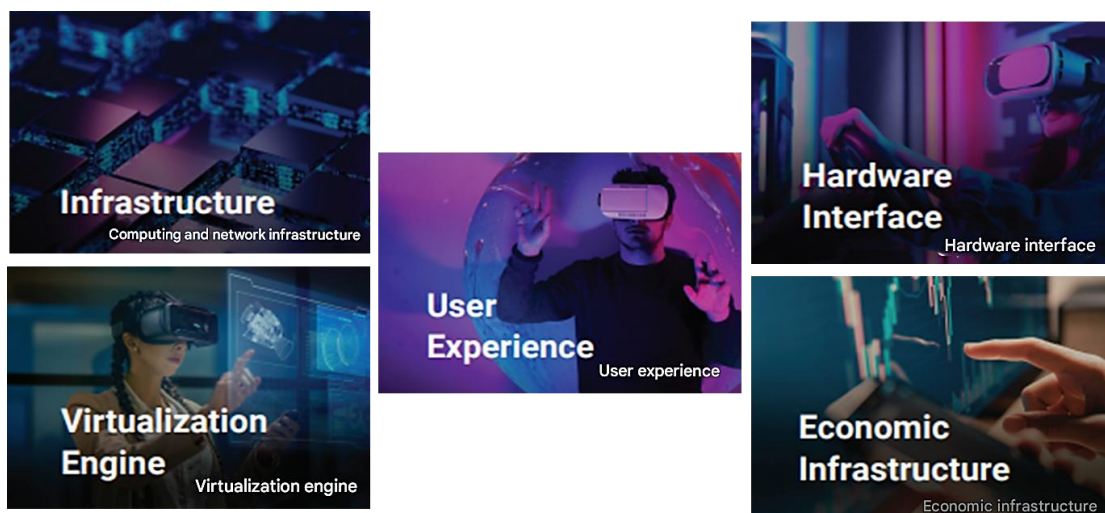 Infrastructure
Computing and network infrastructure
Virtualization
Engine
Virtualization engine
User
Experience
User experience
Hardware
Interface
Hardware interface
Economic
Infrastructure
Economic infrastructure